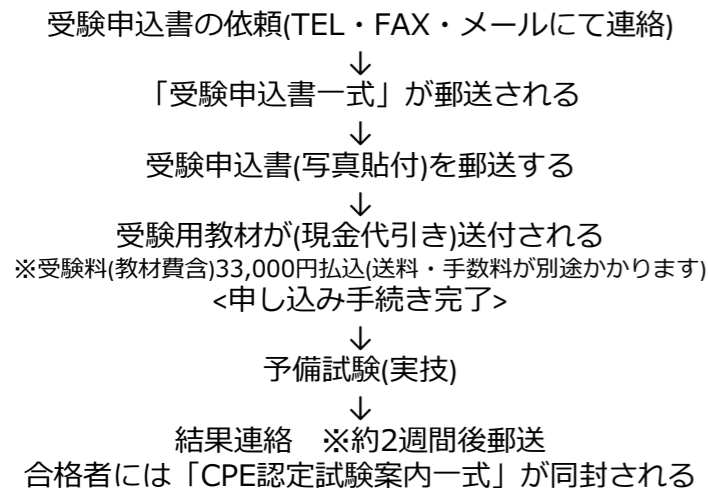 受験申込書の依頼(TEL・FAX・メールにて連絡)
↓
「受験申込書一式」が郵送される
↓
受験申込書(写真貼付)を郵送する
↓
受験用教材が(現金代引き)送付される
※受験料(教材費含)33,000円払込(送料・手数料が別途かかります)
<申し込み手続き完了>
↓
予備試験(実技)
↓
結果連絡　※約2週間後郵送
合格者には「CPE認定試験案内一式」が同封される